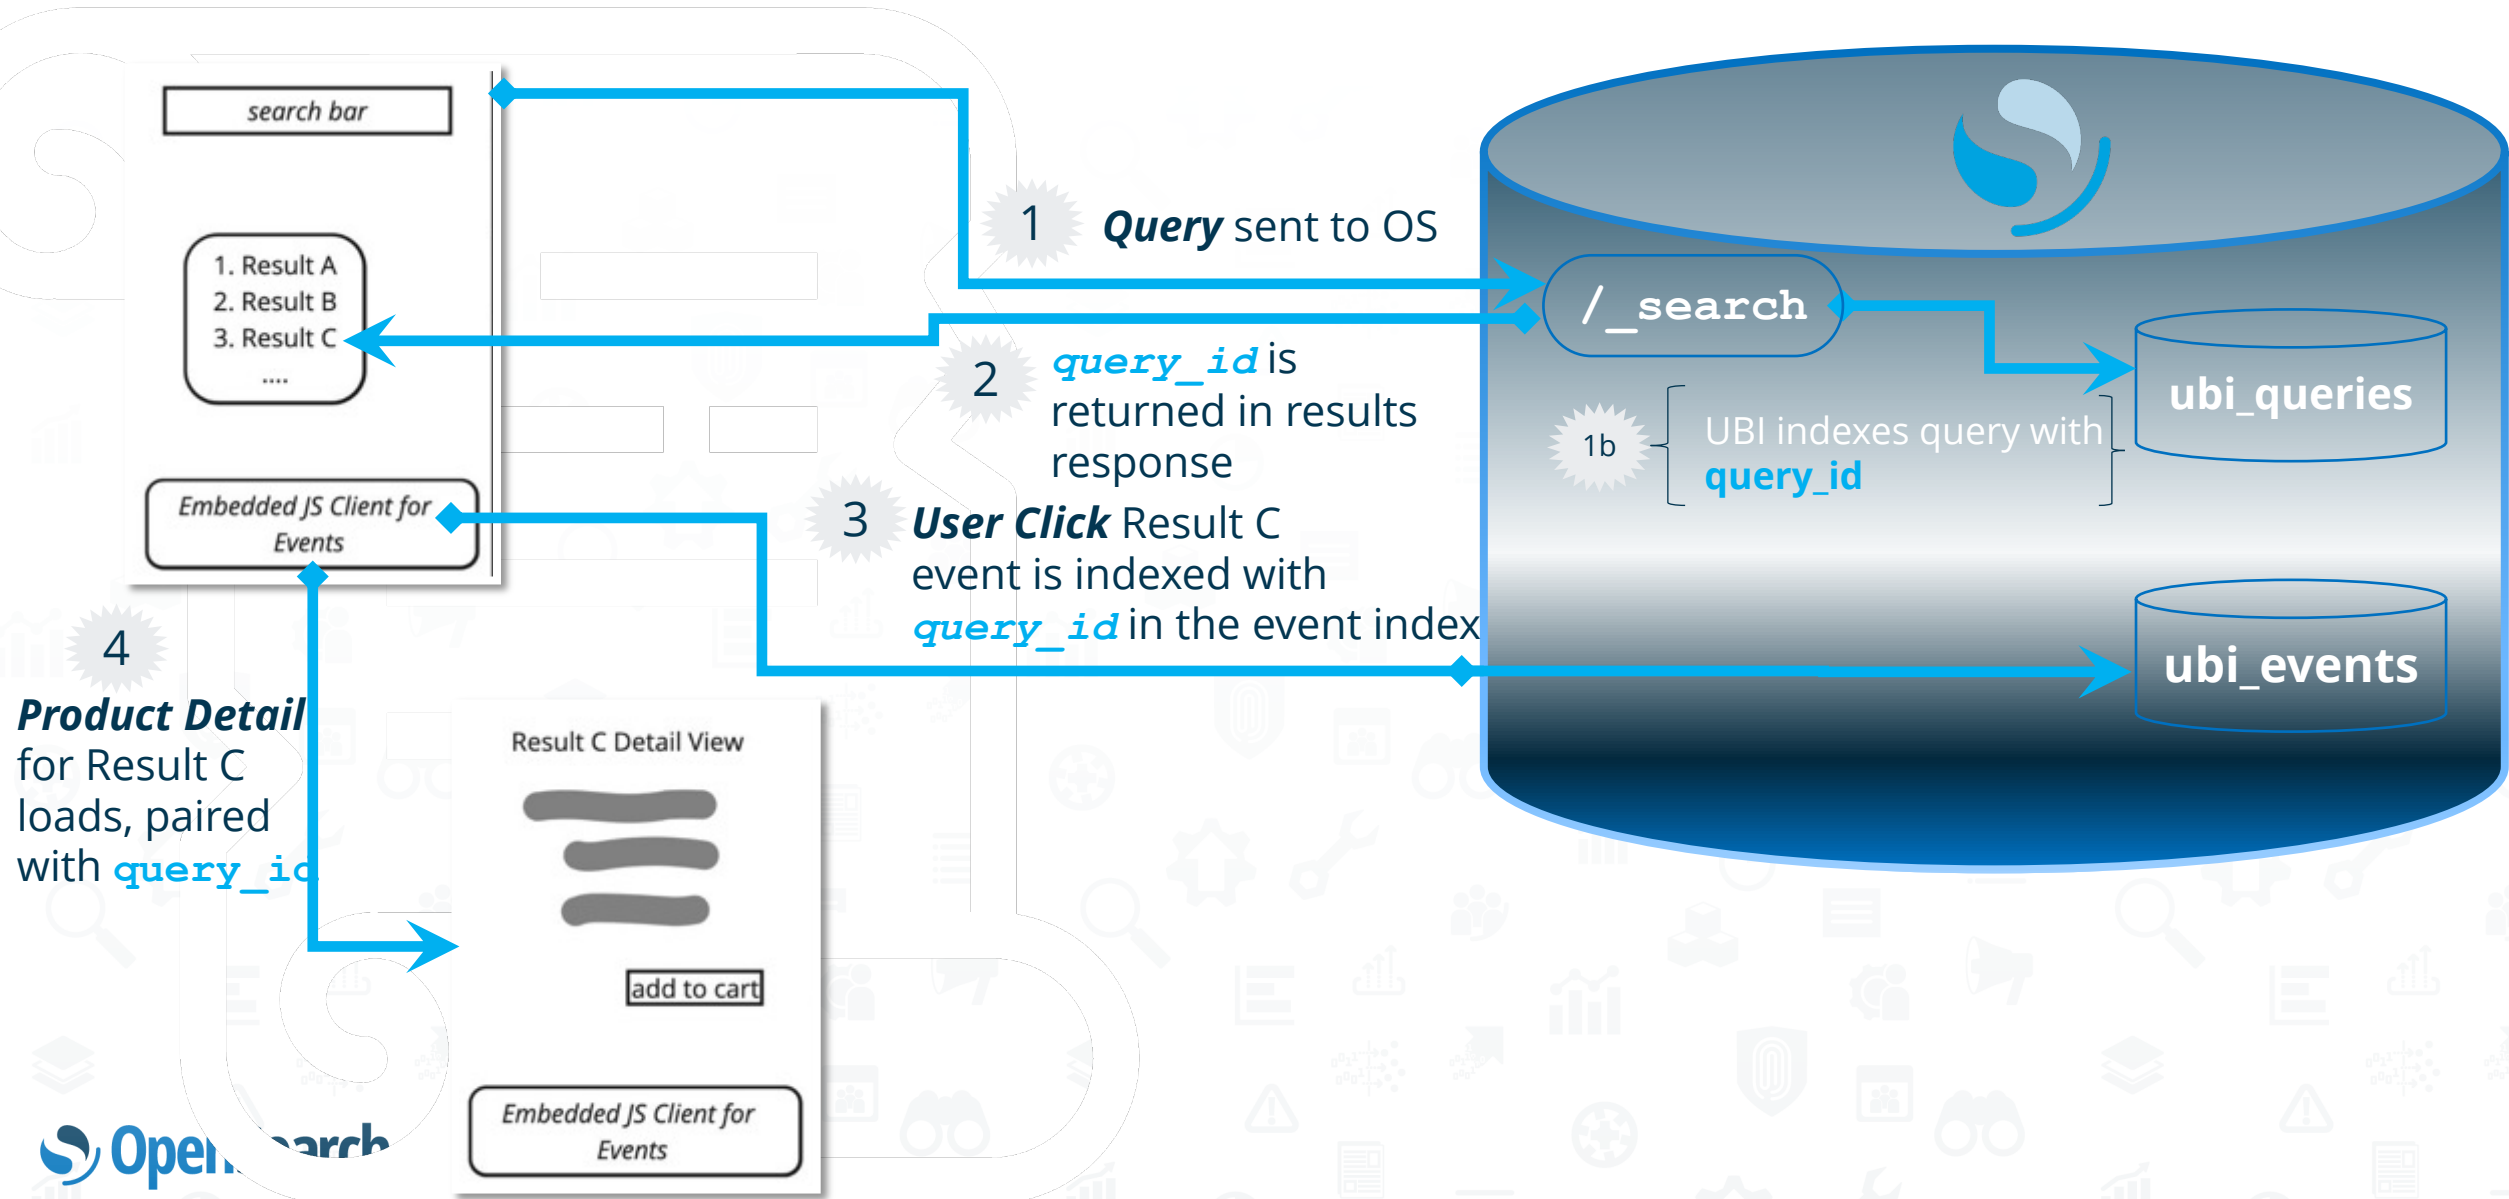 search bar
1. Result A
2. Result B
3. Result C
....
Embedded JS Client for
Events
1
Query sent to OS
/_search
2
query_id is
returned in results
response
ubi_queries
1b
UBI indexes query with
query_id
3
User Click Result C
event is indexed with
query_id in the event index
ubi_events
4
Product Detail
for Result C
loads, paired
with query_id
Result C Detail View
add to cart
Embedded JS Client for
Events